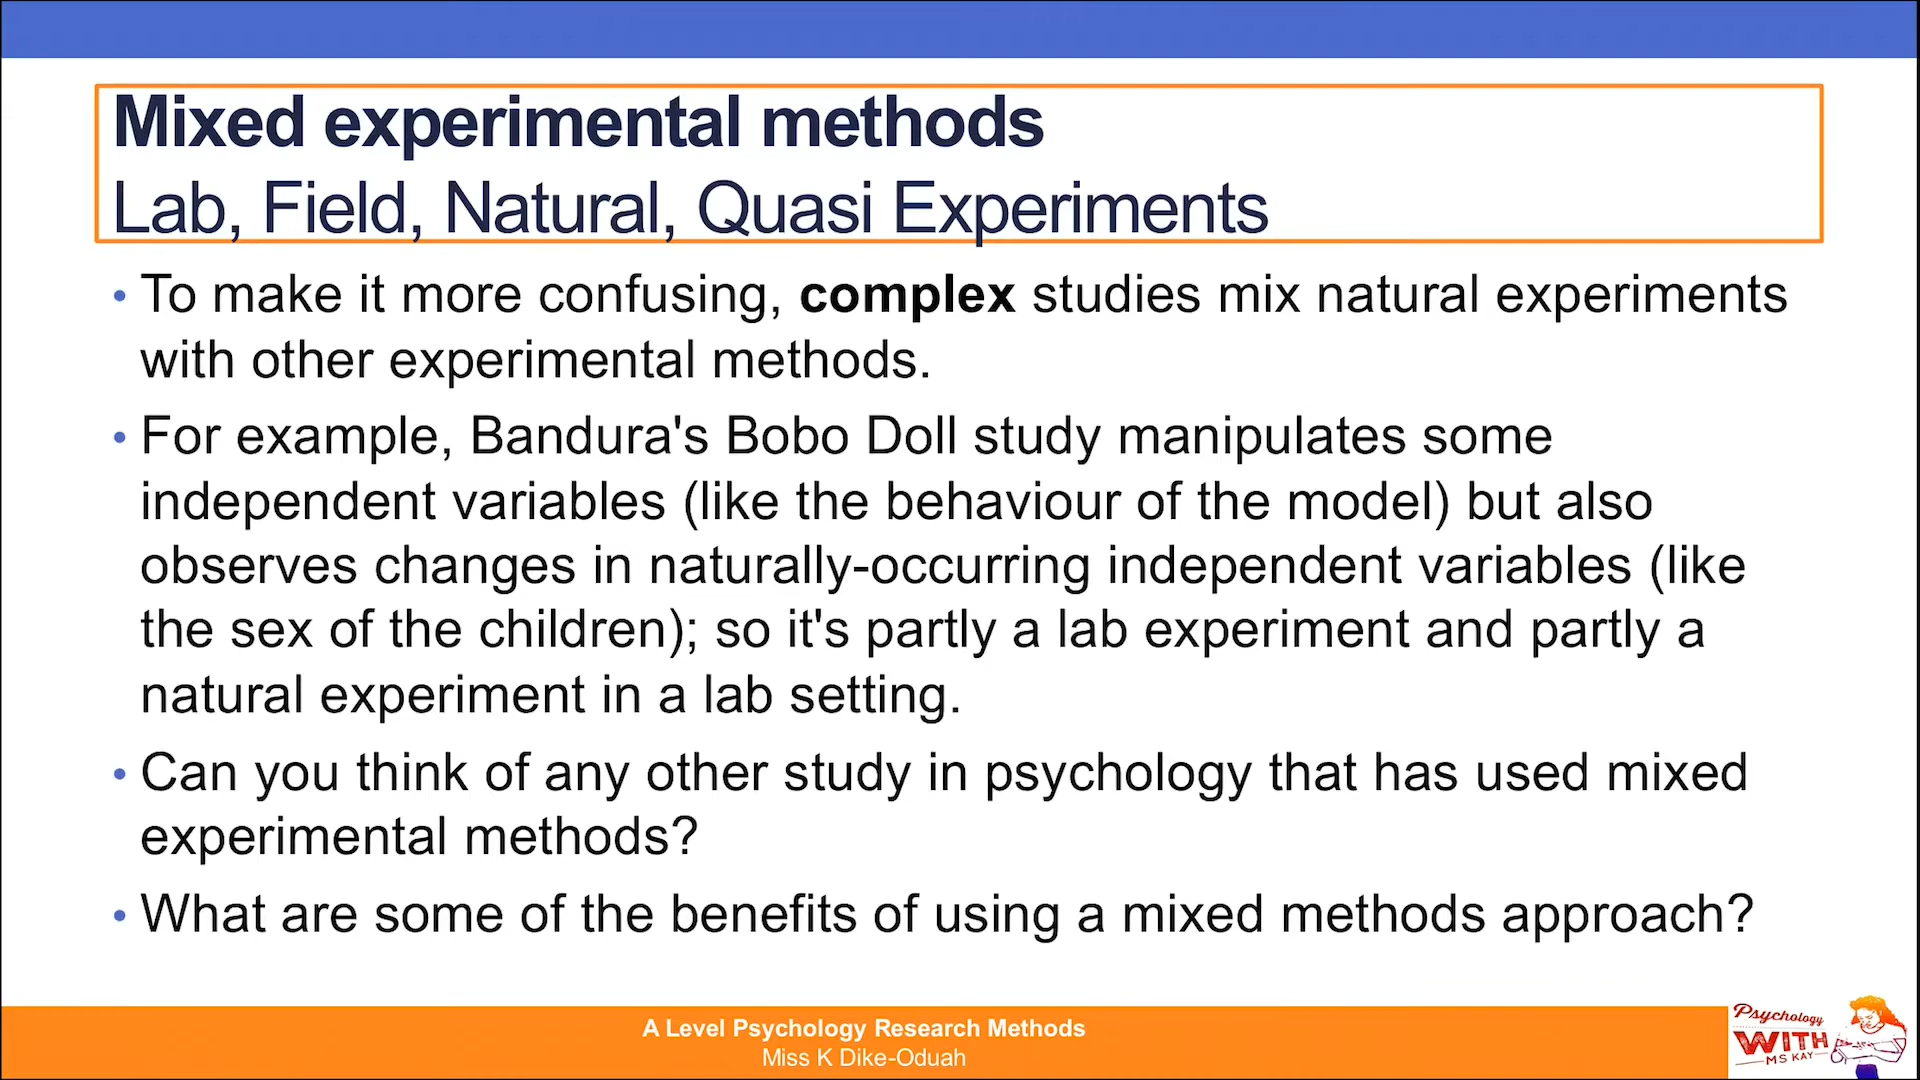 Mixed experimental methods
Lab, Field, Natural, Quasi Experiments
• To make it more confusing, complex studies mix natural experiments
with other experimental methods.
• For example, Bandura's Bobo Doll study manipulates some
independent variables (like the behaviour of the model) but also
observes changes in naturally-occurring independent variables (like
the sex of the children); so it's partly a lab experiment and partly a
natural experiment in a lab setting.
• Can you think of any other study in psychology that has used mixed
experimental methods?
• What are some of the benefits of using a mixed methods approach?
A Level Psychology Research Methods
Miss K Dike-Oduah
Psychology
WITH
MS KAY